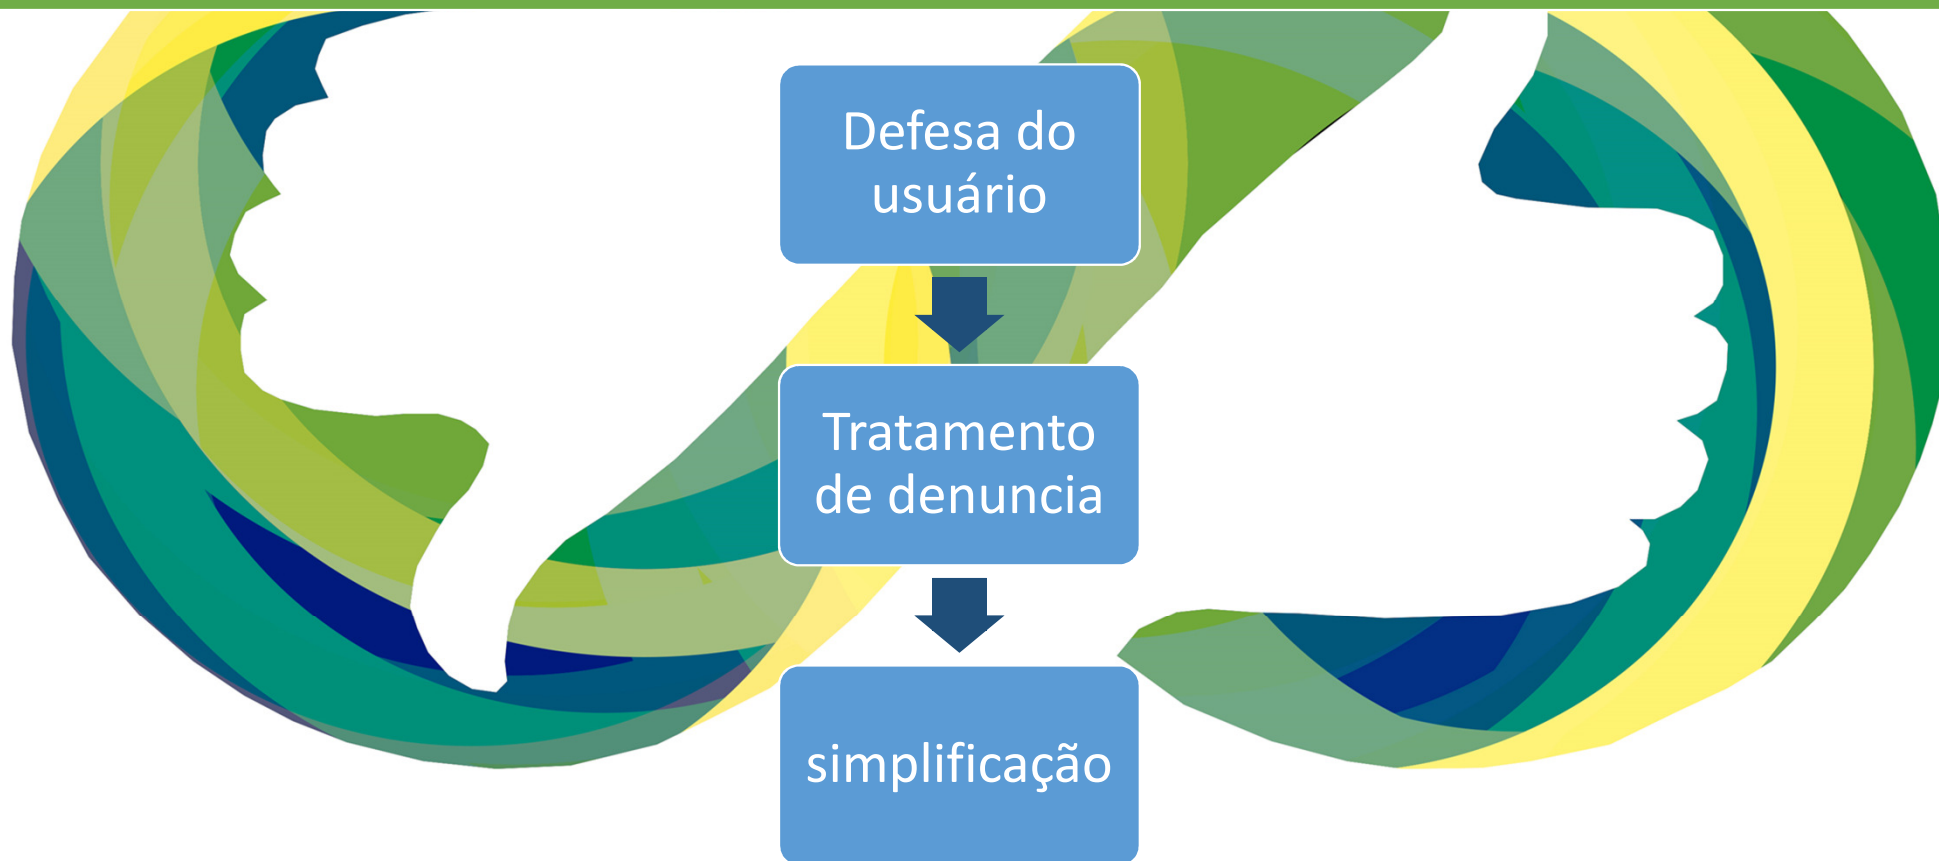 Defesa do
usuário
Tratamento
de denuncia
simplificação